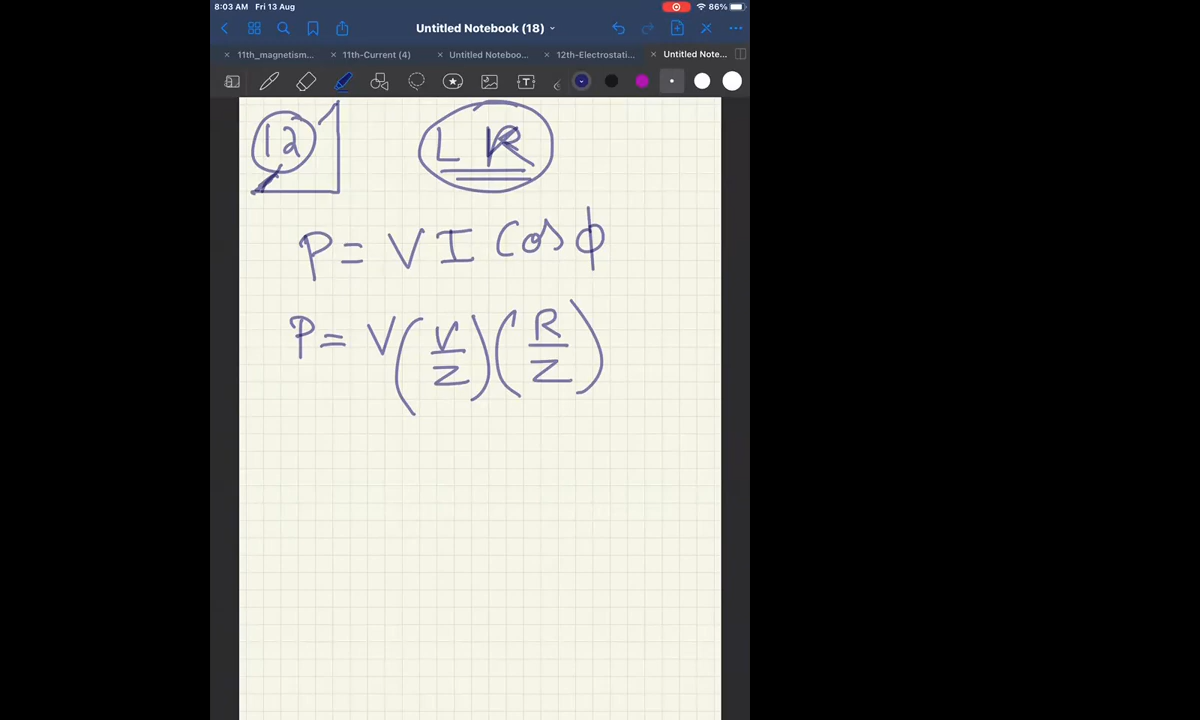 8:03 AM Fri 13 Aug 86%
Untitled Notebook (18)
11th_magnetism... 11th-Current (4) Untitled Noteboo... 12th-Electrostati... Untitled Note...
12 LR
P = V I Cos φ
P = V (V/Z) (R/Z)